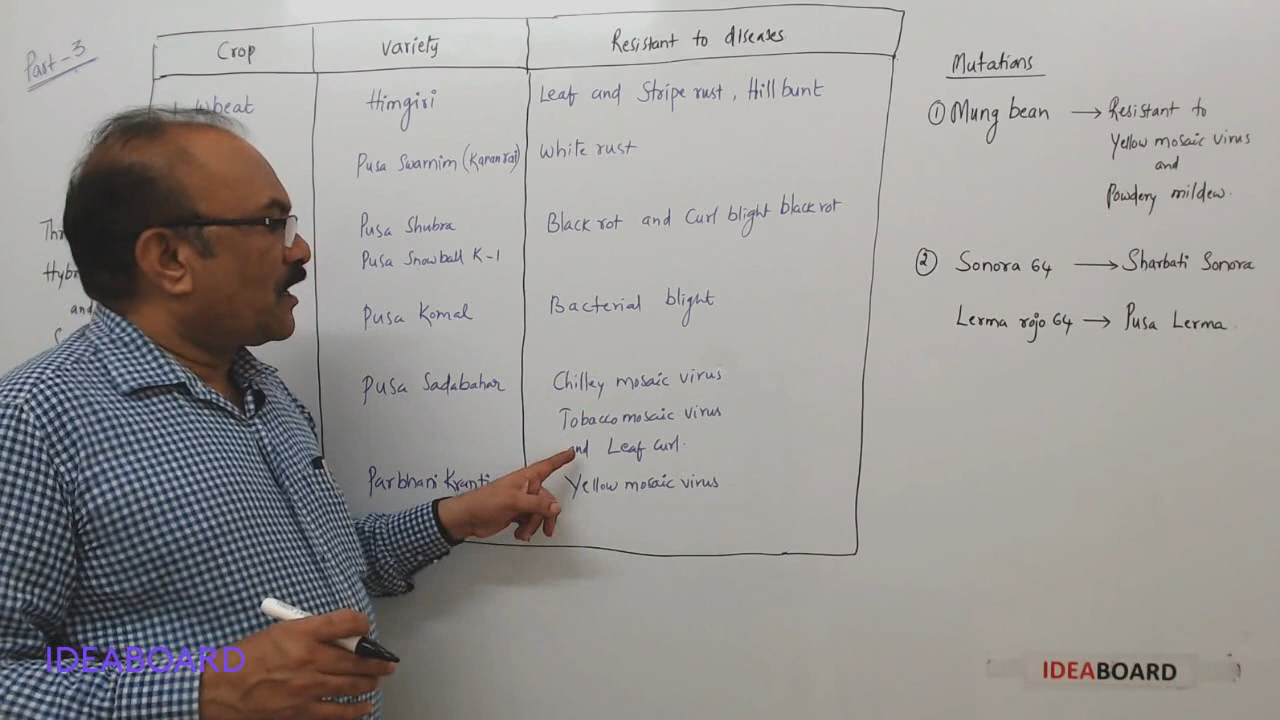 Part-3
Crop
Variety
Resistant to diseases
Wheat
Himgiri
Leaf and Stripe rust, Hill bunt
Pusa Swarnim (Karan rai)
White rust
Pusa Shubra
Black rot and Curl blight black rot
Pusa Snowball K-1
Pusa Komal
Bacterial blight
Pusa Sadabahar
Chilley mosaic virus
Tobacco mosaic virus
and Leaf Curl.
Parbhani Kranti
Yellow mosaic virus
Mutations
① Mung bean → Resistant to
Yellow mosaic virus
and
Powdery mildew.
② Sonora 64 → Sharbati Sonora
Lerma rojo 64 → Pusa Lerma
and
IDEABOARD
IDEABOARD